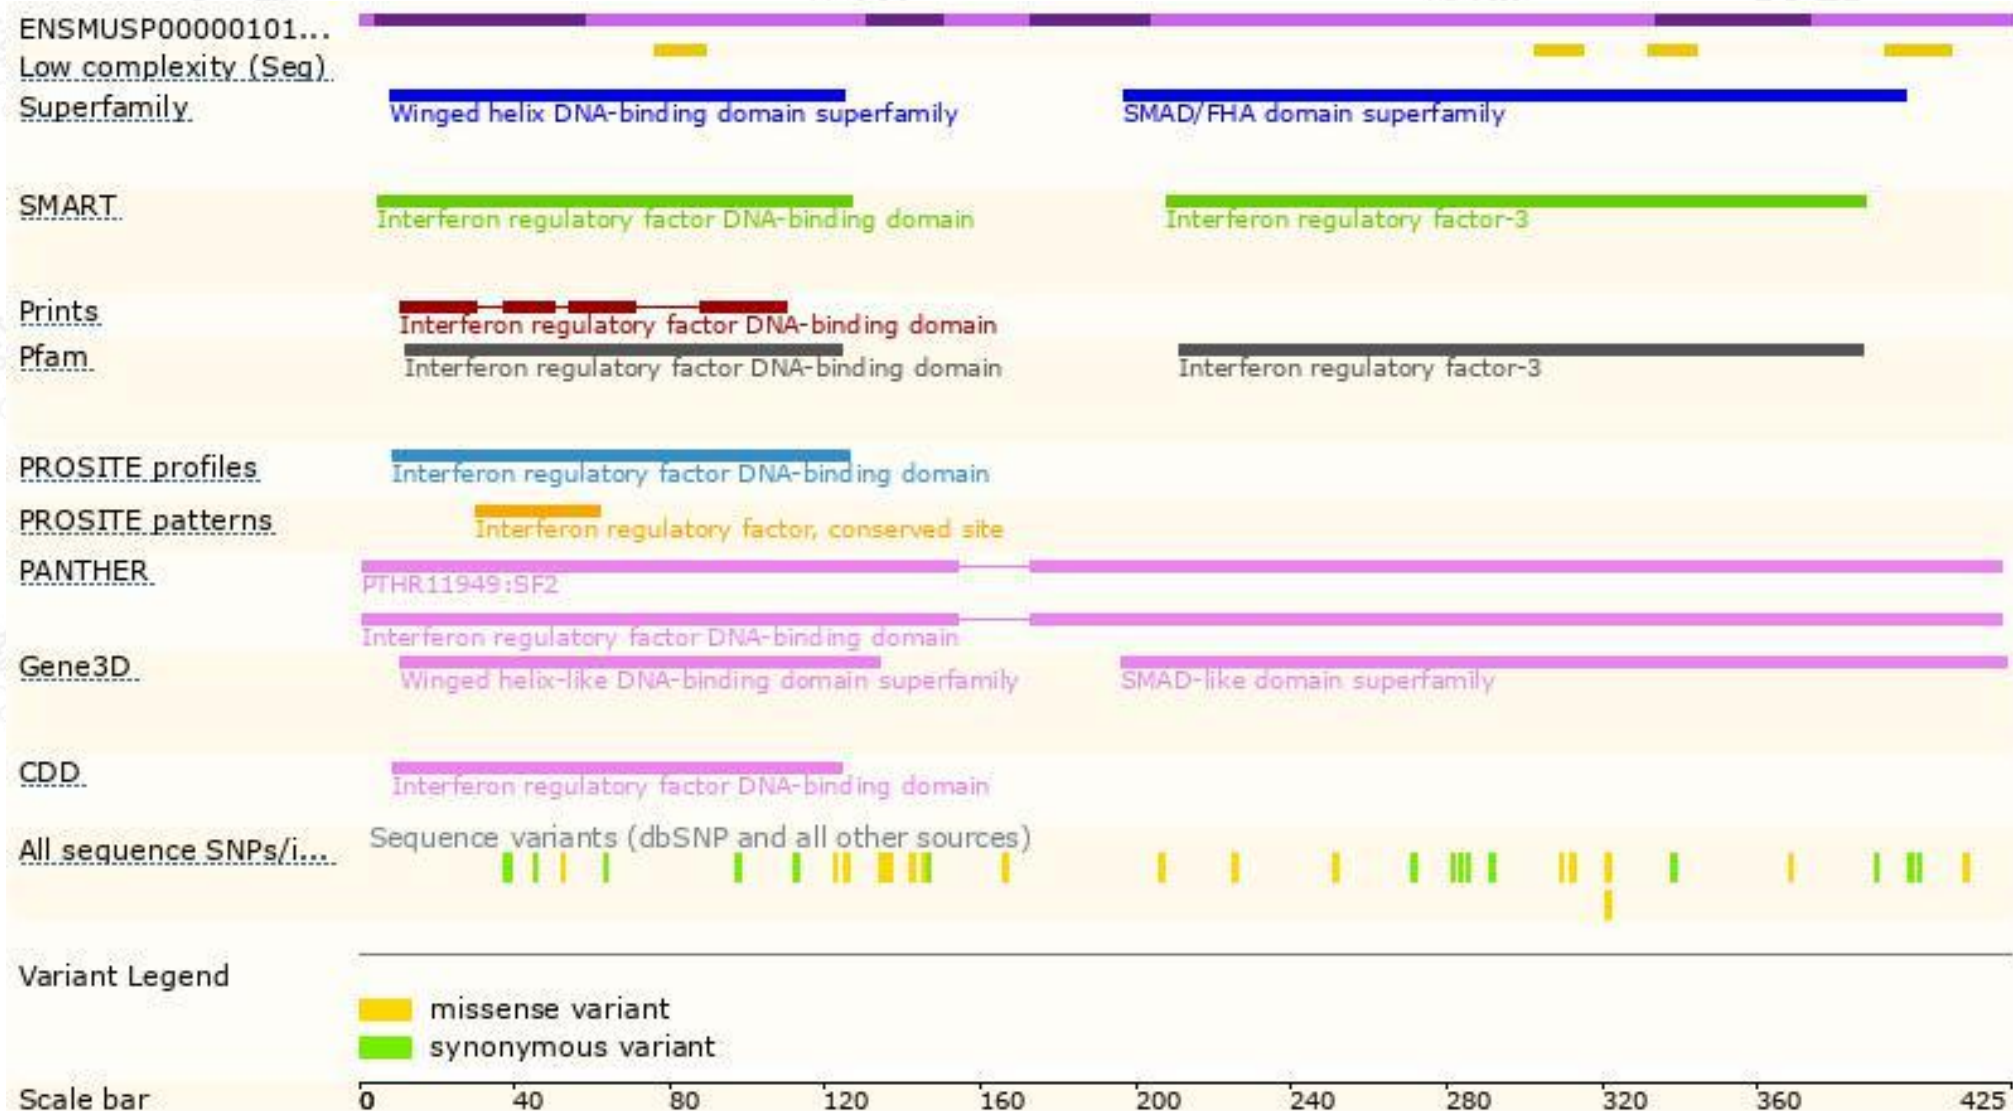 ENSMUSP00000101...
Low complexity (Seg)
Superfamily
Winged helix DNA-binding domain superfamily
SMAD/FHA domain superfamily
SMART
Interferon regulatory factor DNA-binding domain
Interferon regulatory factor-3
Prints
Interferon regulatory factor DNA-binding domain
Pfam
Interferon regulatory factor DNA-binding domain
Interferon regulatory factor-3
PROSITE profiles
Interferon regulatory factor DNA-binding domain
PROSITE patterns
Interferon regulatory factor, conserved site
PANTHER
PTHR11949:SF2
Interferon regulatory factor DNA-binding domain
Gene3D
Winged helix-like DNA-binding domain superfamily
SMAD-like domain superfamily
CDD
Interferon regulatory factor DNA-binding domain
Sequence variants (dbSNP and all other sources)
All sequence SNPs/i...
Variant Legend
missense variant
synonymous variant
Scale bar 0 40 80 120 160 200 240 280 320 360 425